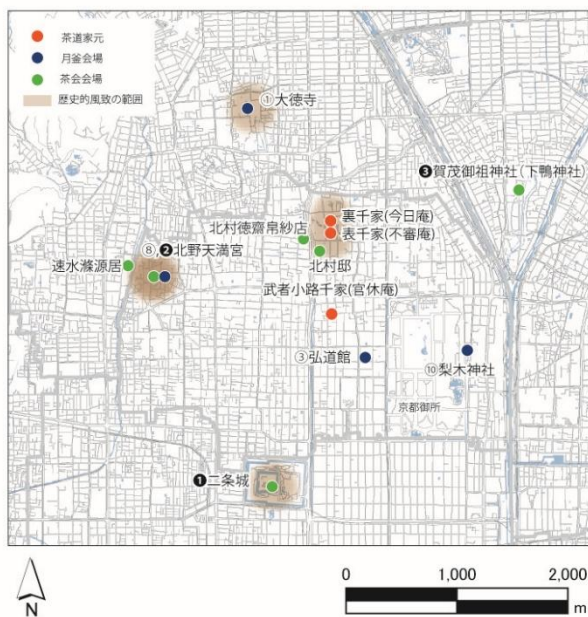 茶道家元
月釜会場
茶会会場
歴史的風致の範囲
①大徳寺
❸賀茂御祖神社(下鴨神社)
裏千家(今日庵)
北村徳齋帛紗店
表千家(不審庵)
⑧,❷北野天満宮
北村邸
速水滌源居
武者小路千家(官休庵)
③弘道館
⑩梨木神社
京都御所
❶二条城
N
0 1,000 2,000
m